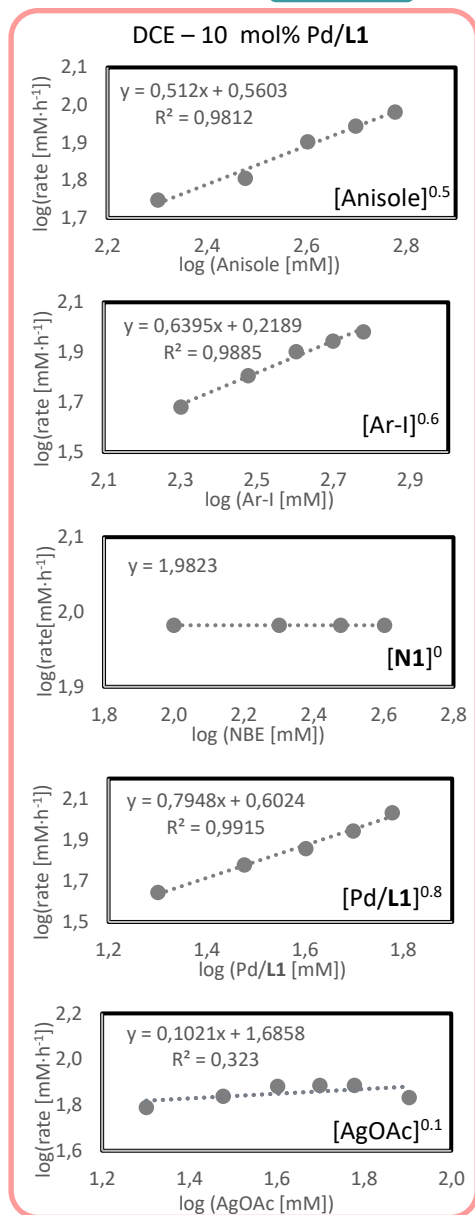 DCE – 10 mol% Pd/L1
log(rate [mM·h-1])
2,1
2,0
1,9
1,8
1,7
y = 0,512x + 0,5603
R² = 0,9812
[Anisole]0.5
2,2 2,4 2,6 2,8
log (Anisole [mM])
log(rate [mM·h-1])
2,1
1,9
1,7
1,5
y = 0,6395x + 0,2189
R² = 0,9885
[Ar-I]0.6
2,1 2,3 2,5 2,7 2,9
log (Ar-I [mM])
log(rate[mM·h-1])
2,1
2,0
1,9
y = 1,9823
[N1]0
1,8 2,0 2,2 2,4 2,6 2,8
log (NBE [mM])
log(rate [mM·h-1])
2,1
1,9
1,7
1,5
y = 0,7948x + 0,6024
R² = 0,9915
[Pd/L1]0.8
1,2 1,4 1,6 1,8
log (Pd/L1 [mM])
log(rate [mM·h-1])
2,2
2,0
1,8
1,6
y = 0,1021x + 1,6858
R² = 0,323
[AgOAc]0.1
1,2 1,4 1,6 1,8 2,0
log (AgOAc [mM])